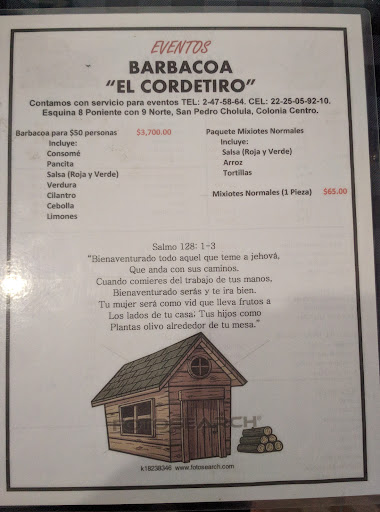 EVENTOS
BARBACOA
“EL CORDETIRO”
Contamos con servicio para eventos TEL: 2-47-58-64. CEL: 22-25-05-92-10.
Esquina 8 Poniente con 9 Norte, San Pedro Cholula, Colonia Centro.
Barbacoa para $50 personas $3,700.00
Incluye:
Consomé
Pancita
Salsa (Roja y Verde)
Verdura
Cilantro
Cebolla
Limones
Paquete Mixiotes Normales
Incluye:
Salsa (Roja y Verde)
Arroz
Tortillas
Mixiotes Normales (1 Pieza) $65.00
Salmo 128: 1-3
“Bienaventurado todo aquel que teme a jehová,
Que anda con sus caminos.
Cuando comieres del trabajo de tus manos,
Bienaventurado serás y te ira bien.
Tu mujer será como vid que lleva frutos a
Los lados de tu casa; Tus hijos como
Plantas olivo alrededor de tu mesa.”
FOTOSEARCH
k18238346 www.fotosearch.com